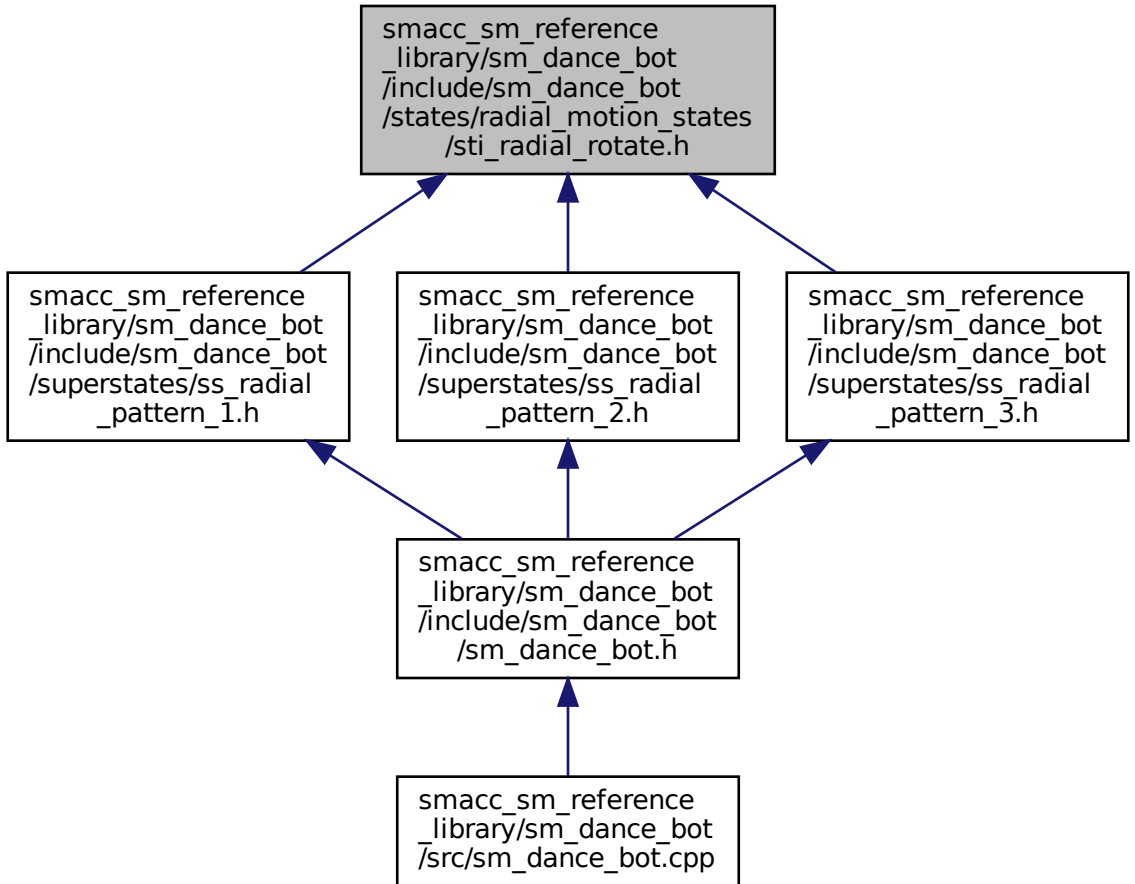 smacc_sm_reference
_library/sm_dance_bot
/include/sm_dance_bot
/states/radial_motion_states
/sti_radial_rotate.h
smacc_sm_reference
_library/sm_dance_bot
/include/sm_dance_bot
/superstates/ss_radial
_pattern_1.h
smacc_sm_reference
_library/sm_dance_bot
/include/sm_dance_bot
/superstates/ss_radial
_pattern_2.h
smacc_sm_reference
_library/sm_dance_bot
/include/sm_dance_bot
/superstates/ss_radial
_pattern_3.h
smacc_sm_reference
_library/sm_dance_bot
/include/sm_dance_bot
/sm_dance_bot.h
smacc_sm_reference
_library/sm_dance_bot
/src/sm_dance_bot.cpp